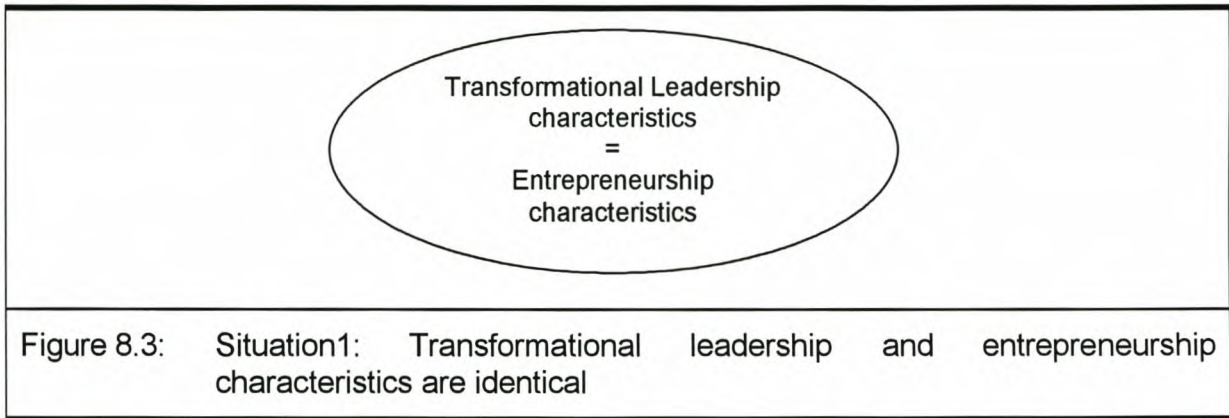 Transformational Leadership
characteristics
=
Entrepreneurship
characteristics
Figure 8.3: Situation1: Transformational leadership and entrepreneurship
characteristics are identical